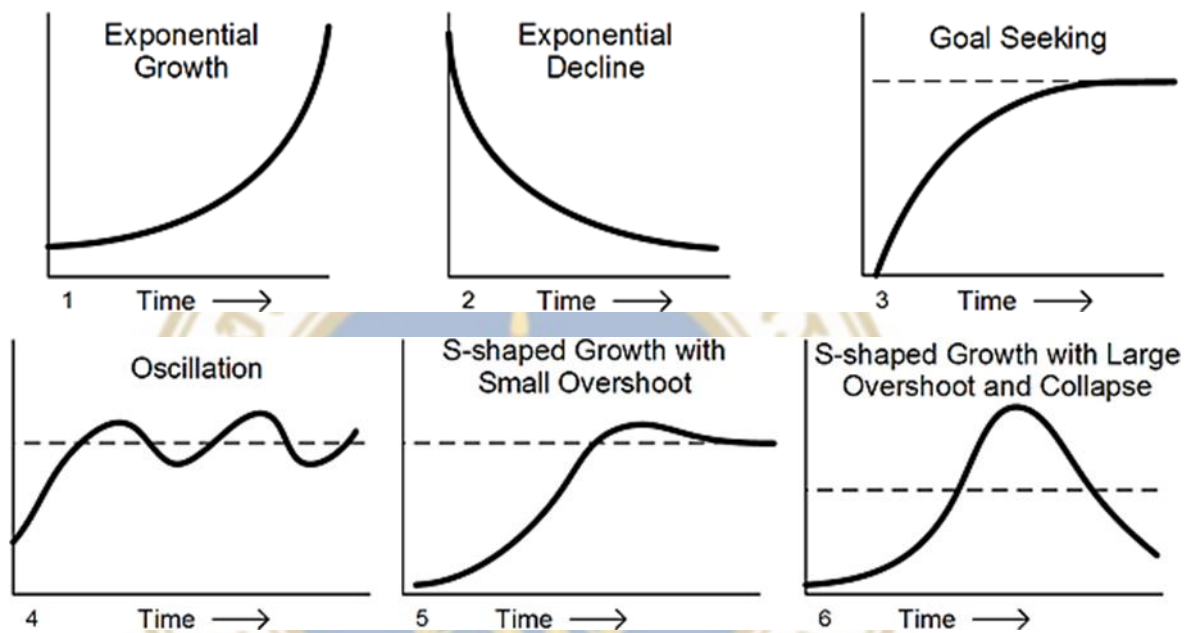 Exponential
Growth
1 Time
Exponential
Decline
2 Time
Goal Seeking
3 Time
Oscillation
4 Time
S-shaped Growth with
Small Overshoot
5 Time
S-shaped Growth with Large
Overshoot and Collapse
6 Time